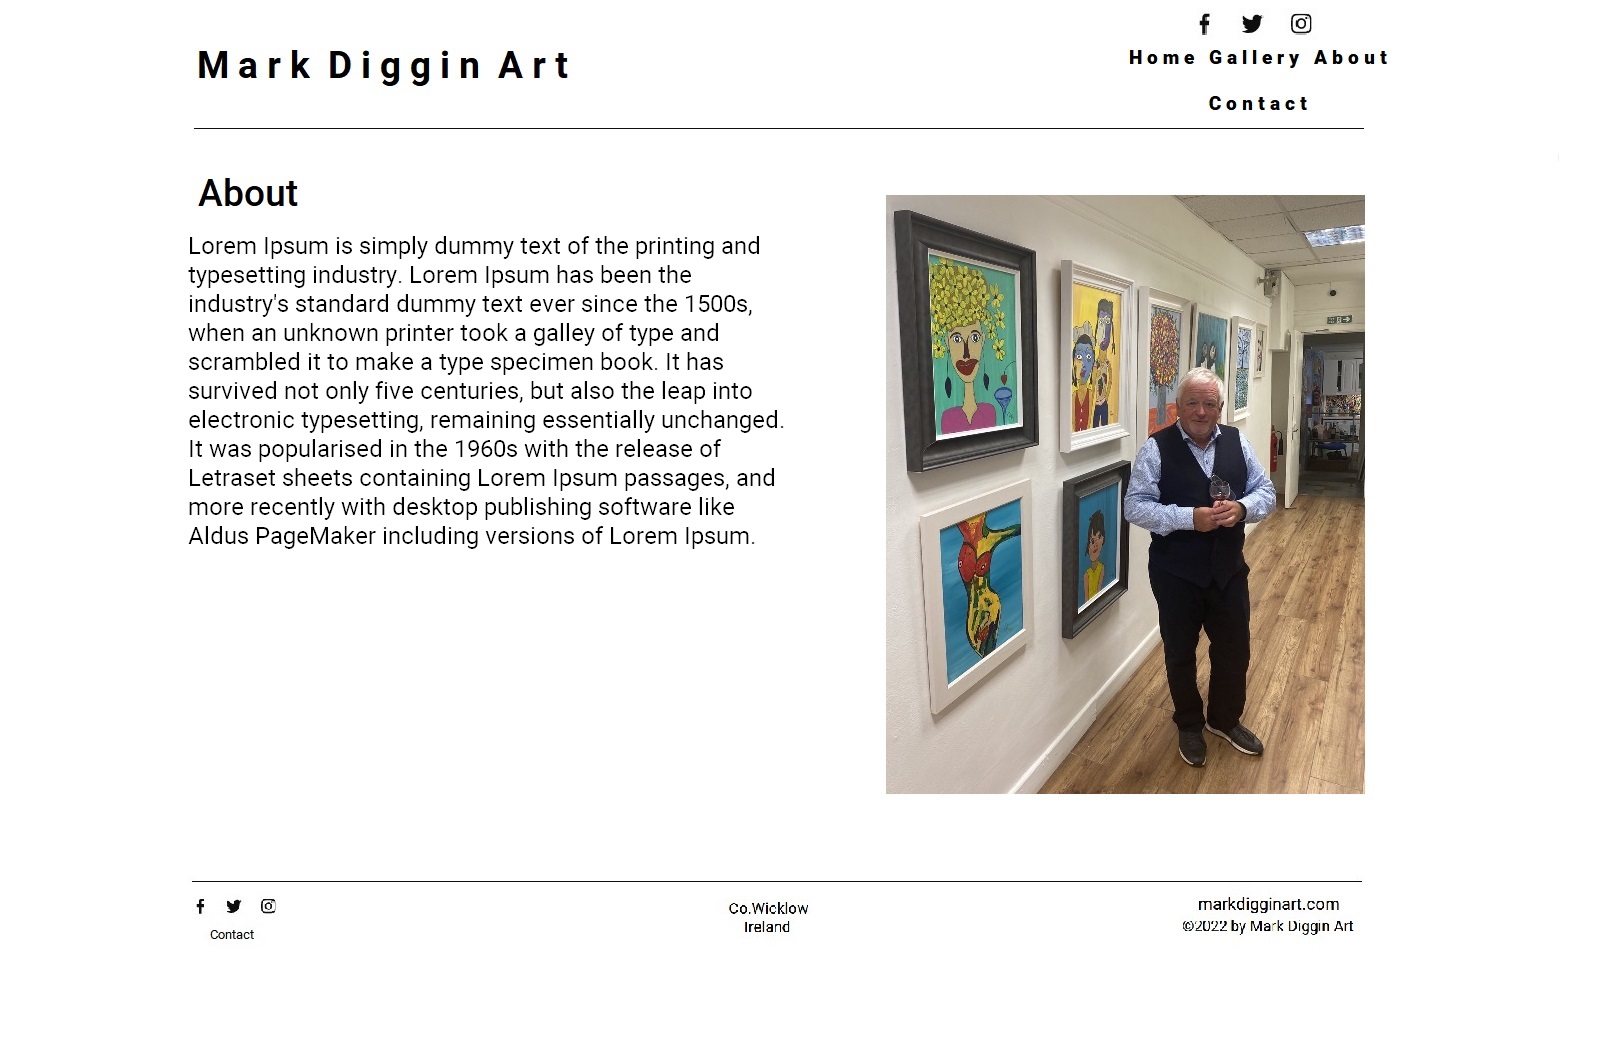 Mark Diggin Art
Home Gallery About
Contact
About
Lorem Ipsum is simply dummy text of the printing and
typesetting industry. Lorem Ipsum has been the
industry's standard dummy text ever since the 1500s,
when an unknown printer took a galley of type and
scrambled it to make a type specimen book. It has
survived not only five centuries, but also the leap into
electronic typesetting, remaining essentially unchanged.
It was popularised in the 1960s with the release of
Letraset sheets containing Lorem Ipsum passages, and
more recently with desktop publishing software like
Aldus PageMaker including versions of Lorem Ipsum.
Contact
Co.Wicklow
Ireland
markdigginart.com
©2022 by Mark Diggin Art